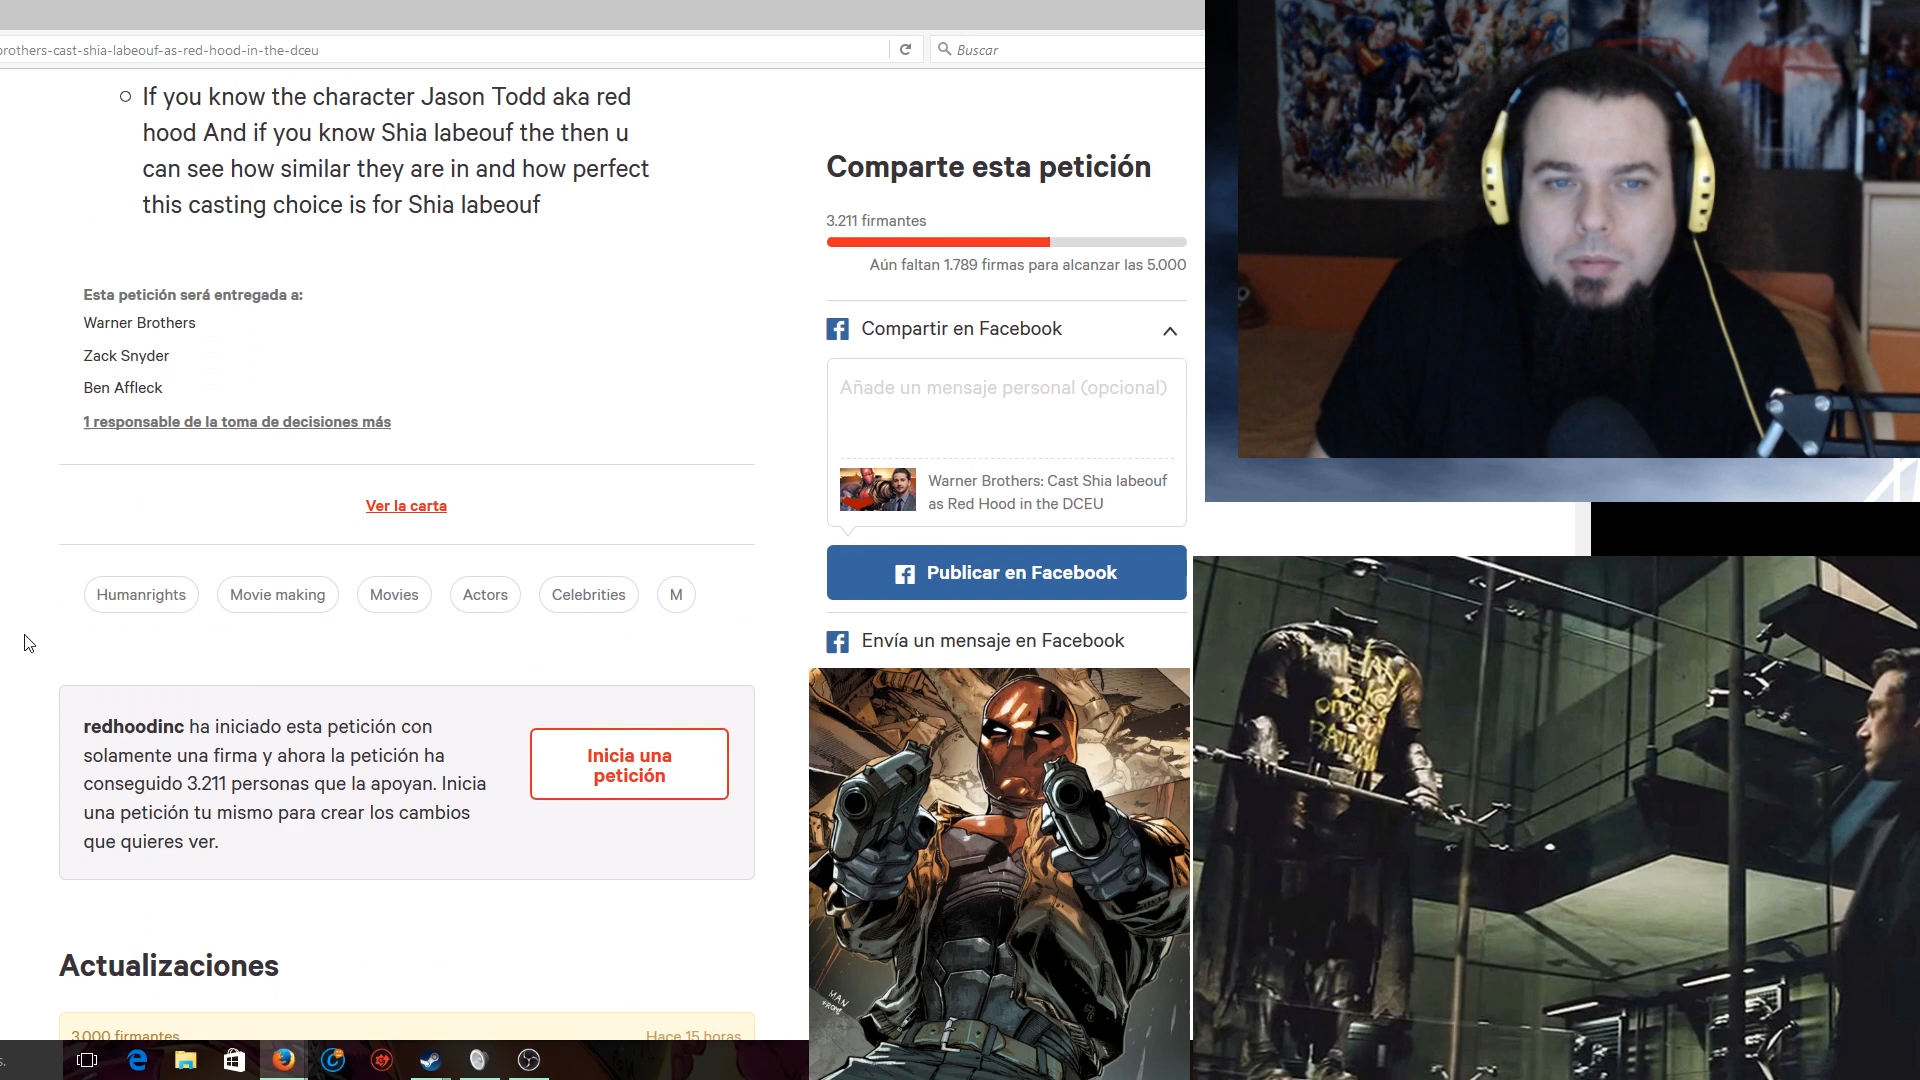 brothers-cast-shia-labeouf-as-red-hood-in-the-dceu
Buscar
If you know the character Jason Todd aka red
hood And if you know Shia labeouf the then u
can see how similar they are in and how perfect
this casting choice is for Shia labeouf
Esta petición será entregada a:
Warner Brothers
Zack Snyder
Ben Affleck
1 responsable de la toma de decisiones más
Ver la carta
Humanrights
Movie making
Movies
Actors
Celebrities
M
redhoodinc ha iniciado esta petición con
solamente una firma y ahora la petición ha
conseguido 3.211 personas que la apoyan. Inicia
una petición tu mismo para crear los cambios
que quieres ver.
Inicia una
petición
Actualizaciones
3.000 firmantes
Hace 15 horas
Comparte esta petición
3.211 firmantes
Aún faltan 1.789 firmas para alcanzar las 5.000
Compartir en Facebook
Añade un mensaje personal (opcional)
Warner Brothers: Cast Shia labeouf
as Red Hood in the DCEU
Publicar en Facebook
Envía un mensaje en Facebook
BATMAN